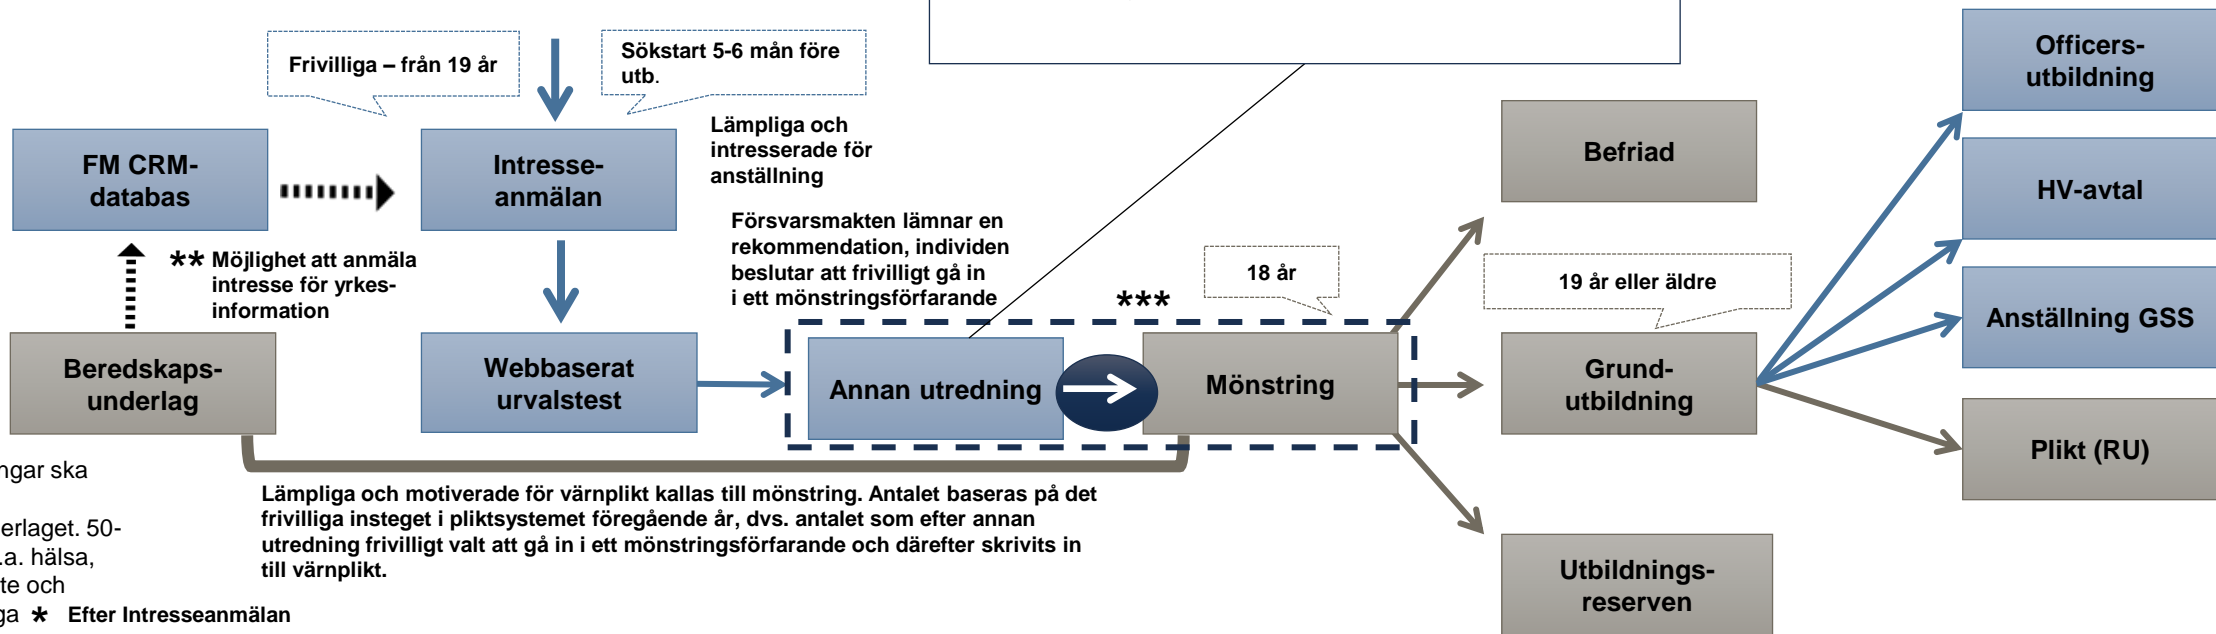 Frivilliga – från 19 år
Sökstart 5-6 mån före
utb.
FM CRM-
databas
Intresse-
anmälan
Lämpliga och
intresserade för
anställning
Försvarsmakten lämnar en
rekommendation, individen
beslutar att frivilligt gå in
i ett mönstringsförfarande
** Möjlighet att anmäla
intresse för yrkes-
information
***
18 år
19 år eller äldre
Beredskaps-
underlag
Webbaserat
urvalstest
Annan utredning
Mönstring
Befriad
Grund-
utbildning
Utbildnings-
reserven
Officers-
utbildning
HV-avtal
Anställning GSS
Plikt (RU)
Lämpliga och motiverade för värnplikt kallas till mönstring. Antalet baseras på det
frivilliga insteget i pliktsystemet föregående år, dvs. antalet som efter annan
utredning frivilligt valt att gå in i ett mönstringsförfarande och därefter skrivits in
till värnplikt.
ska
50-
hälsa,
och
* Efter Intresseanmälan